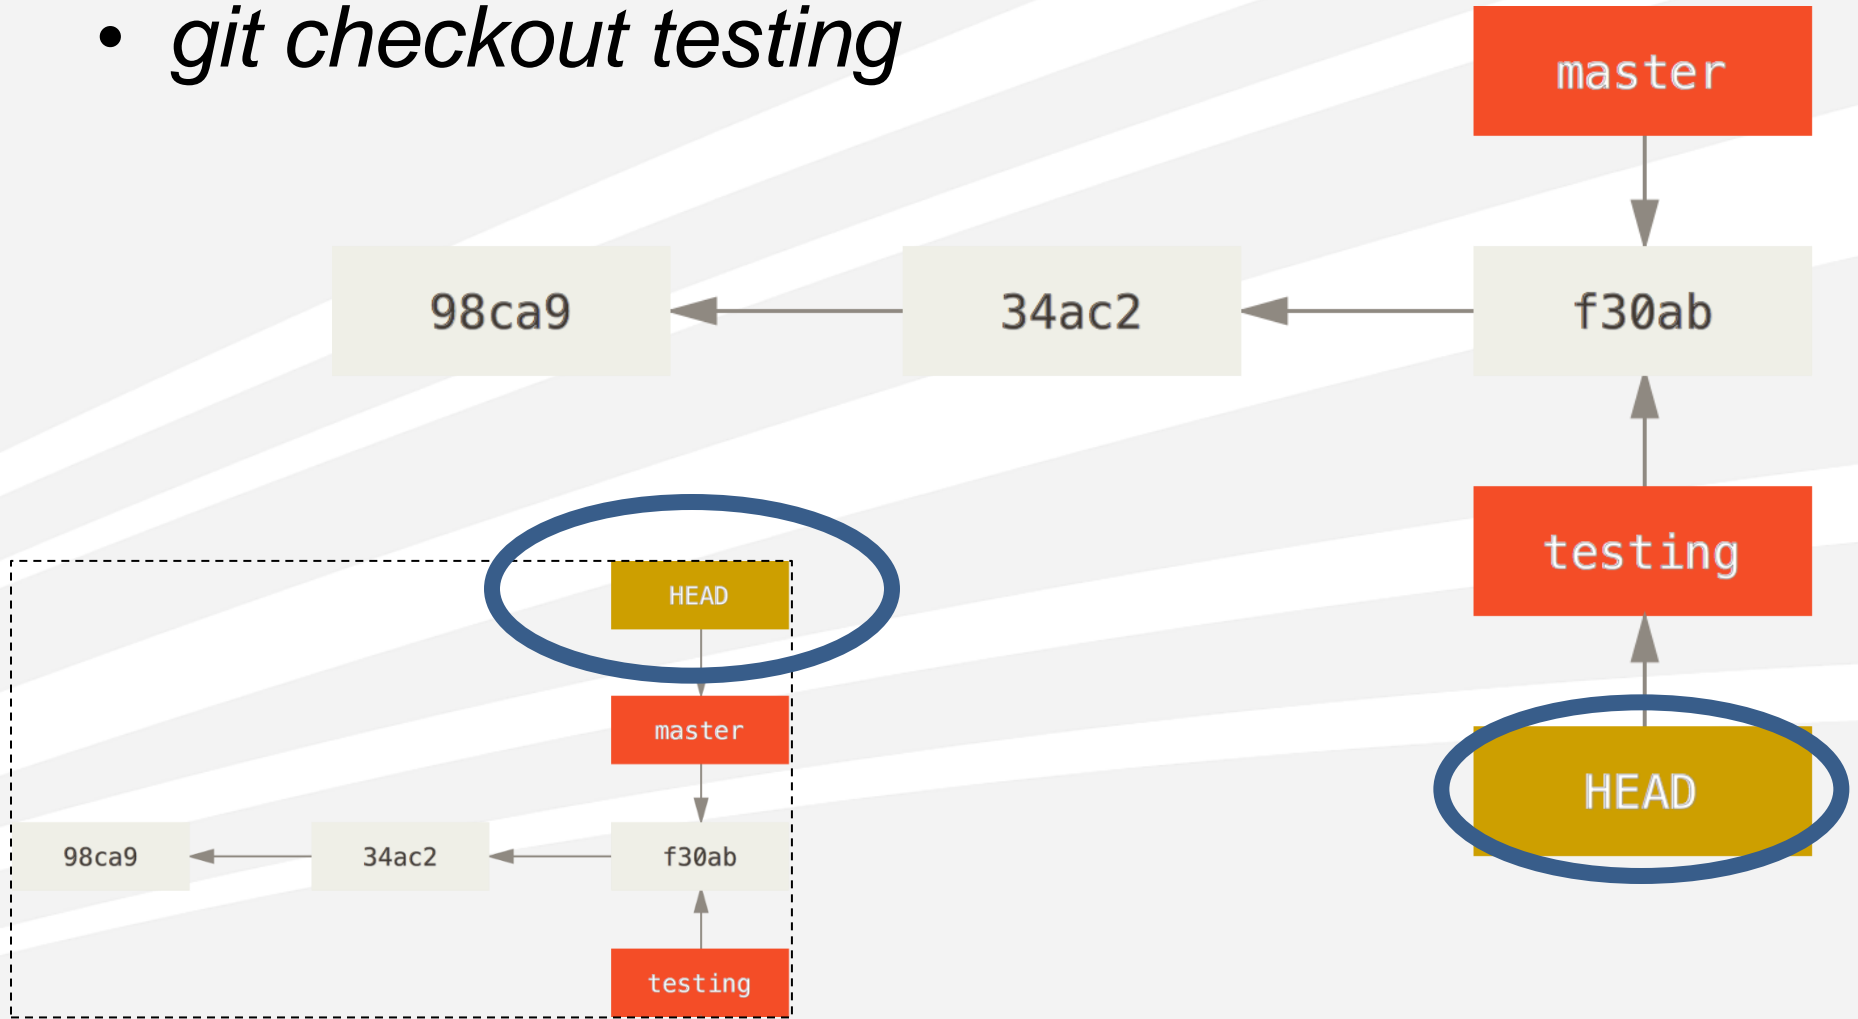 • git checkout testing
master
98ca9 34ac2 f30ab
testing
HEAD
HEAD
master
98ca9 34ac2 f30ab
testing